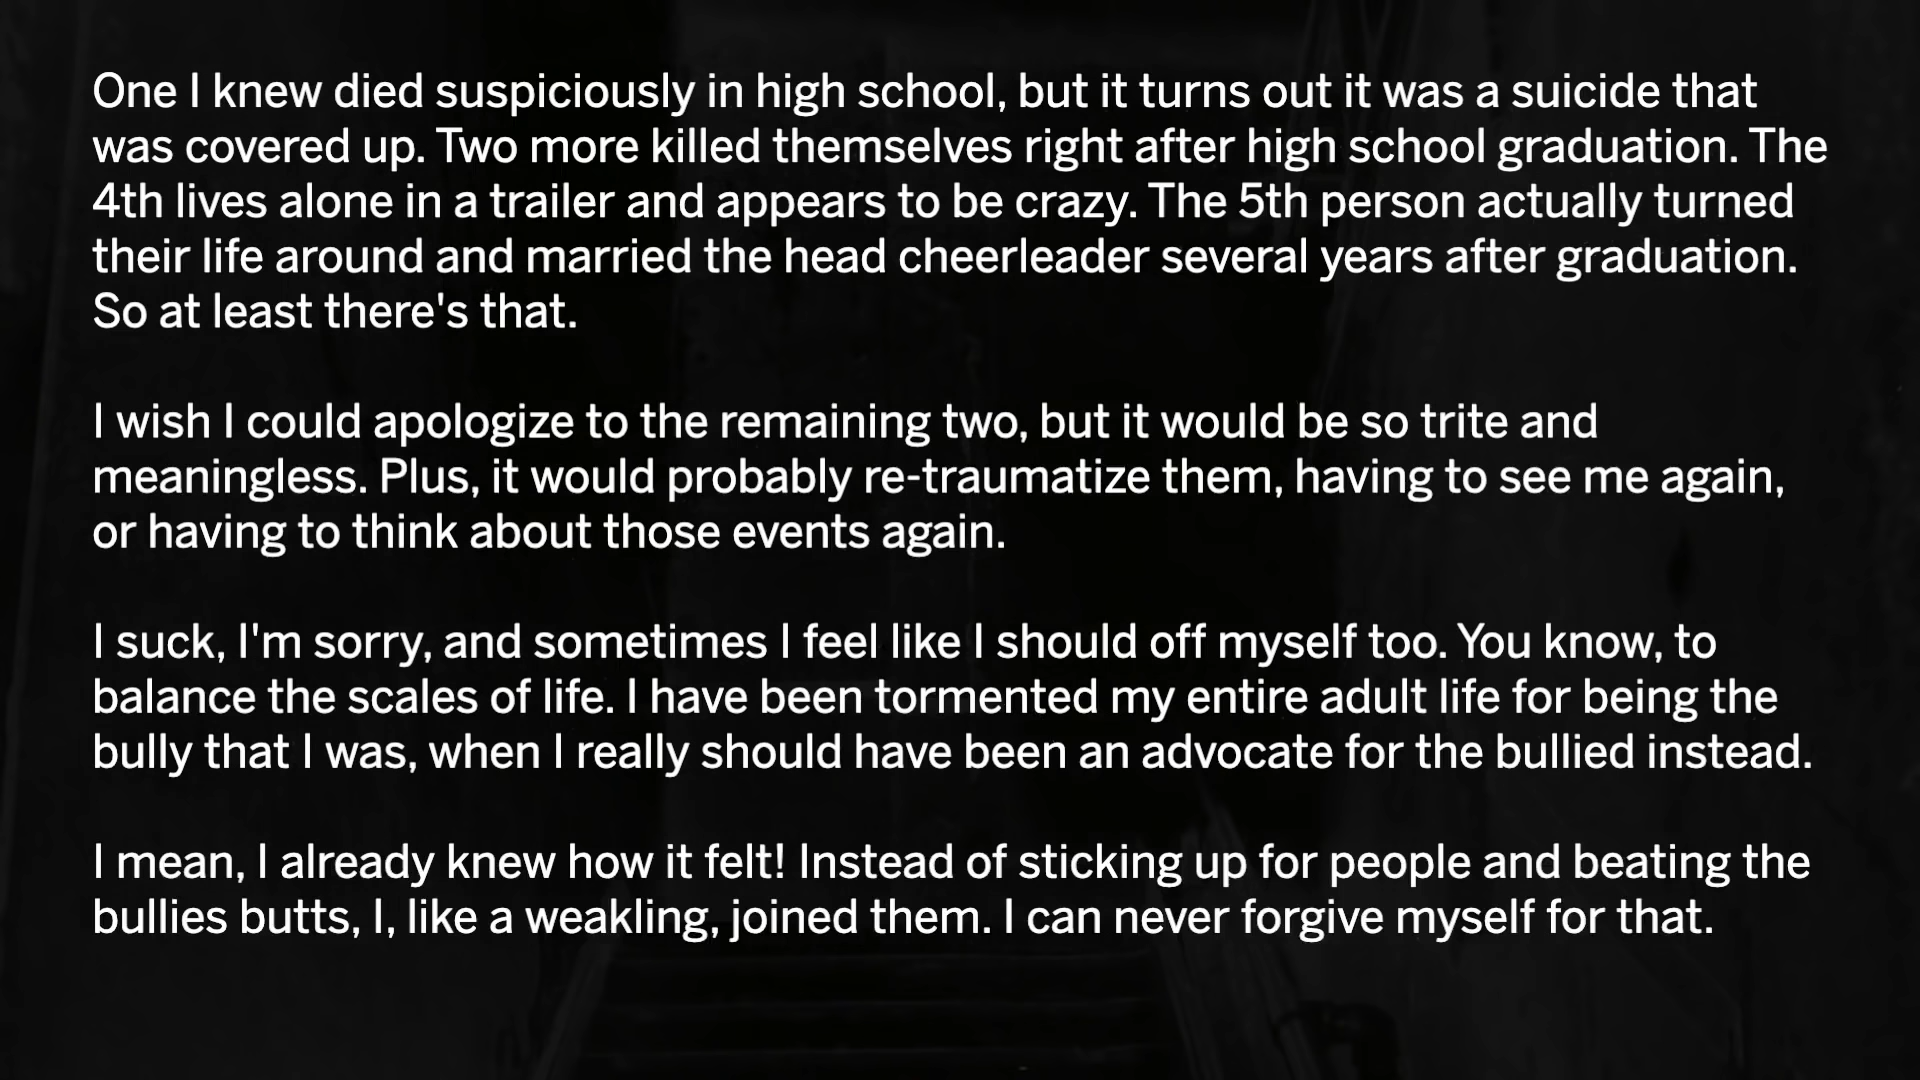 One I knew died suspiciously in high school, but it turns out it was a suicide that
was covered up. Two more killed themselves right after high school graduation. The
4th lives alone in a trailer and appears to be crazy. The 5th person actually turned
their life around and married the head cheerleader several years after graduation.
So at least there's that.
I wish I could apologize to the remaining two, but it would be so trite and
meaningless. Plus, it would probably re-traumatize them, having to see me again,
or having to think about those events again.
I suck, I'm sorry, and sometimes I feel like I should off myself too. You know, to
balance the scales of life. I have been tormented my entire adult life for being the
bully that I was, when I really should have been an advocate for the bullied instead.
I mean, I already knew how it felt! Instead of sticking up for people and beating the
bullies butts, I, like a weakling, joined them. I can never forgive myself for that.